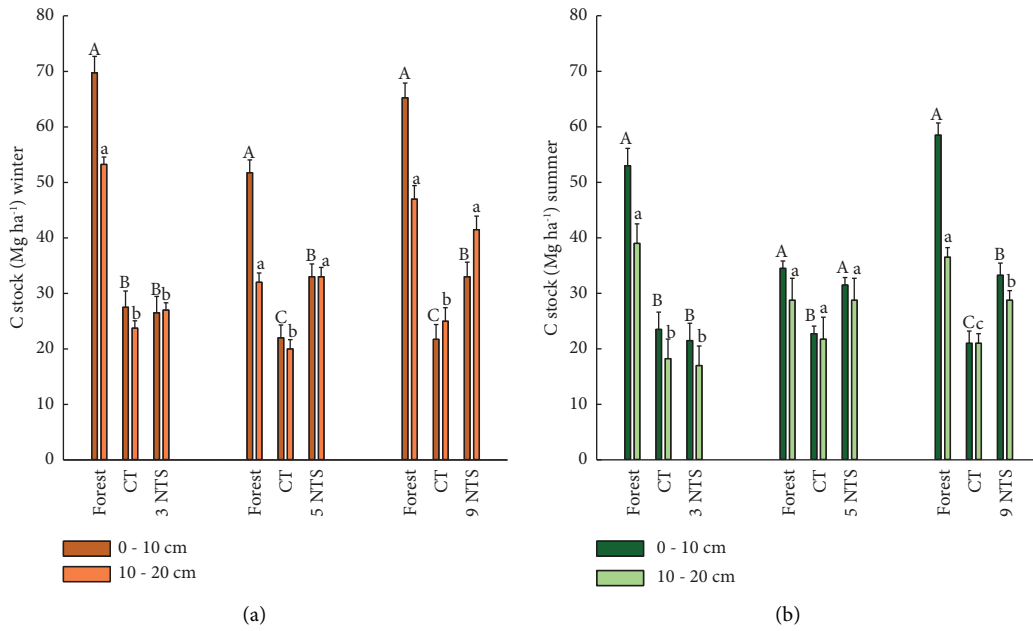 C stock (Mg ha⁻¹) winter
80
70
60
50
40
30
20
10
0
A
a
B
b
B
b
A
a
C
b
B
a
A
a
C
b
B
a
Forest
CT
3 NTS
Forest
CT
5 NTS
Forest
CT
9 NTS
0 - 10 cm
10 - 20 cm
(a)
C stock (Mg ha⁻¹) summer
80
70
60
50
40
30
20
10
0
A
a
B
b
B
b
A
a
B
a
A
a
A
a
C
c
B
b
Forest
CT
3 NTS
Forest
CT
5 NTS
Forest
CT
9 NTS
0 - 10 cm
10 - 20 cm
(b)